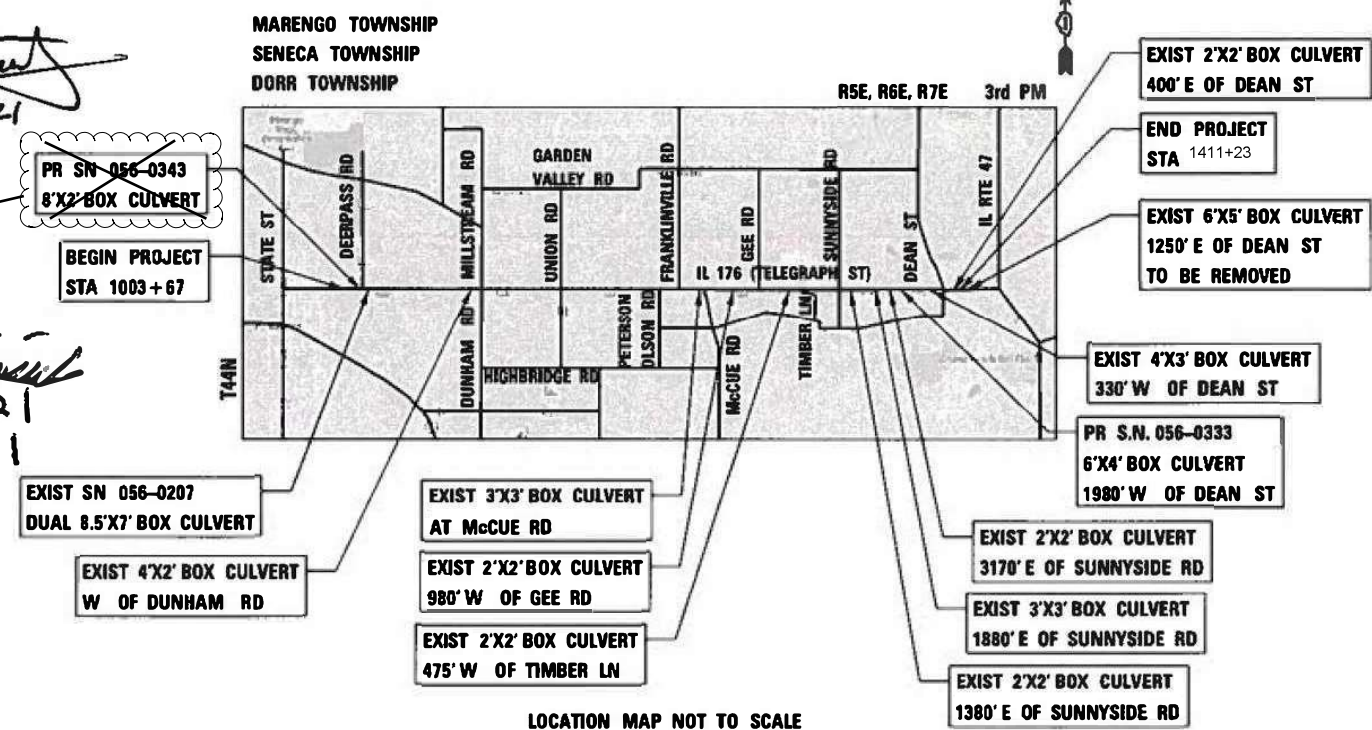 MARENGO TOWNSHIP
SENECA TOWNSHIP
DORR TOWNSHIP
R5E, R6E, R7E 3rd PM
PR SN 056-0343
8'X2' BOX CULVERT
BEGIN PROJECT
STA 1003+67
EXIST 2'X2' BOX CULVERT
400' E OF DEAN ST
END PROJECT
STA 1411+23
EXIST 6'X5' BOX CULVERT
1250' E OF DEAN ST
TO BE REMOVED
STATE ST
DEERPASS RD
MILLSTREAM RD
GARDEN
VALLEY RD
UNION RD
FRANKLINVILLE RD
GEE RD
SUNNYSIDE RD
DEAN ST
IL RTE 47
IL 176 (TELEGRAPH ST)
T44N
DUNHAM RD
HIGHBRIDGE RD
PETERSON
OLSON RD
McCUE RD
TIMBER LN
EXIST 4'X3' BOX CULVERT
330' W OF DEAN ST
PR S.N. 056-0333
6'X4' BOX CULVERT
1980' W OF DEAN ST
EXIST SN 056-0207
DUAL 8.5'X7' BOX CULVERT
EXIST 4'X2' BOX CULVERT
W OF DUNHAM RD
EXIST 3'X3' BOX CULVERT
AT McCUE RD
EXIST 2'X2' BOX CULVERT
980' W OF GEE RD
EXIST 2'X2' BOX CULVERT
475' W OF TIMBER LN
EXIST 2'X2' BOX CULVERT
3170' E OF SUNNYSIDE RD
EXIST 3'X3' BOX CULVERT
1880' E OF SUNNYSIDE RD
EXIST 2'X2' BOX CULVERT
1380' E OF SUNNYSIDE RD
LOCATION MAP NOT TO SCALE